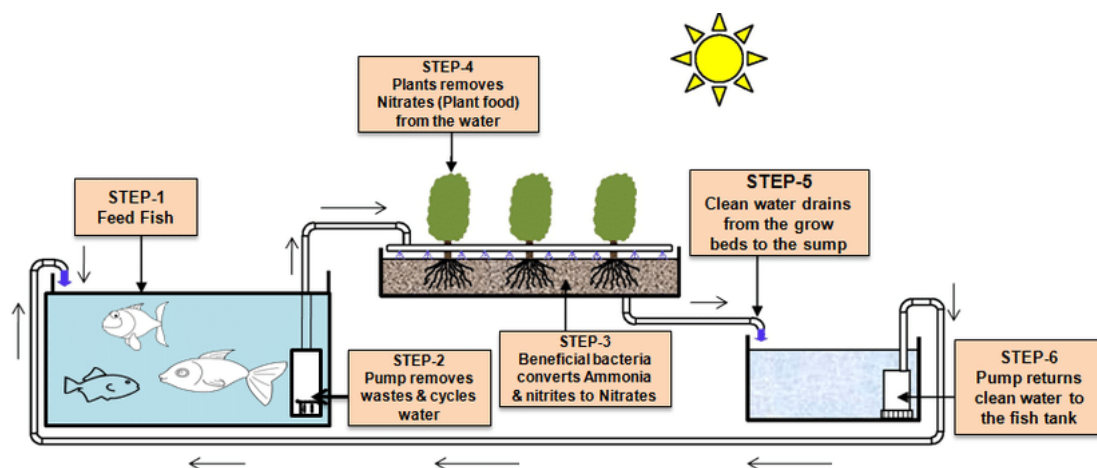 STEP-1
Feed Fish
STEP-2
Pump removes
wastes & cycles
water
STEP-3
Beneficial bacteria
converts Ammonia
& nitrites to Nitrates
STEP-4
Plants removes
Nitrates (Plant food)
from the water
STEP-5
Clean water drains
from the grow
beds to the sump
STEP-6
Pump returns
clean water to
the fish tank